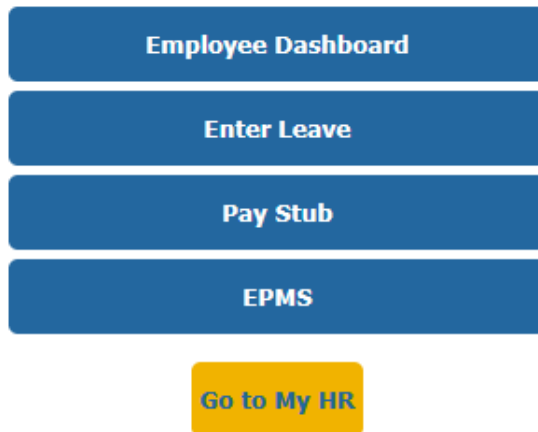 Employee Dashboard
Enter Leave
Pay Stub
EPMS
Go to My HR